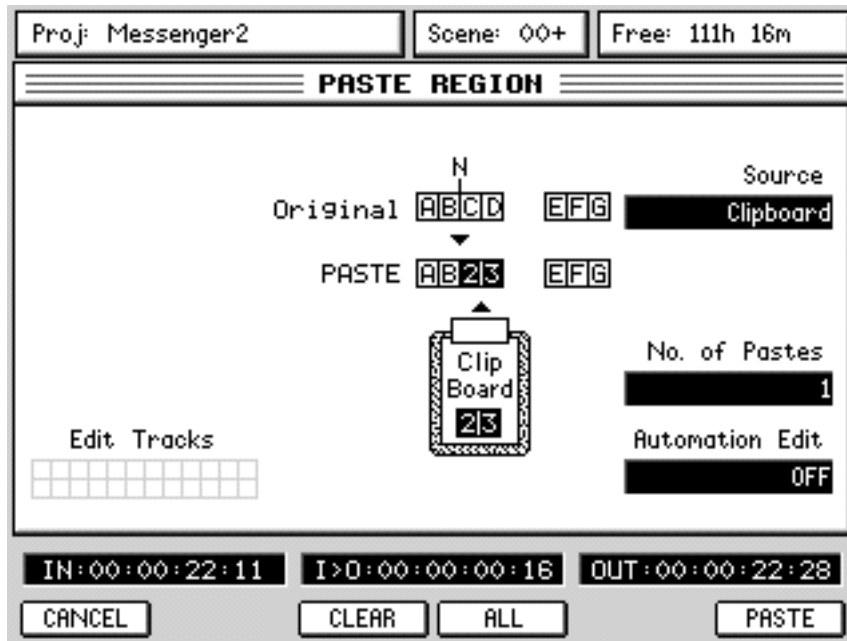 Proj: Messenger2
Scene: 00+
Free: 111h 16m
PASTE REGION
N
Original ABCD EFG
Source
Clipboard
PASTE AB23 EFG
Clip
Board
23
No. of Pastes
1
Edit Tracks
Automation Edit
OFF
IN:00:00:22:11 I>O:00:00:00:16 OUT:00:00:22:28
CANCEL CLEAR ALL PASTE